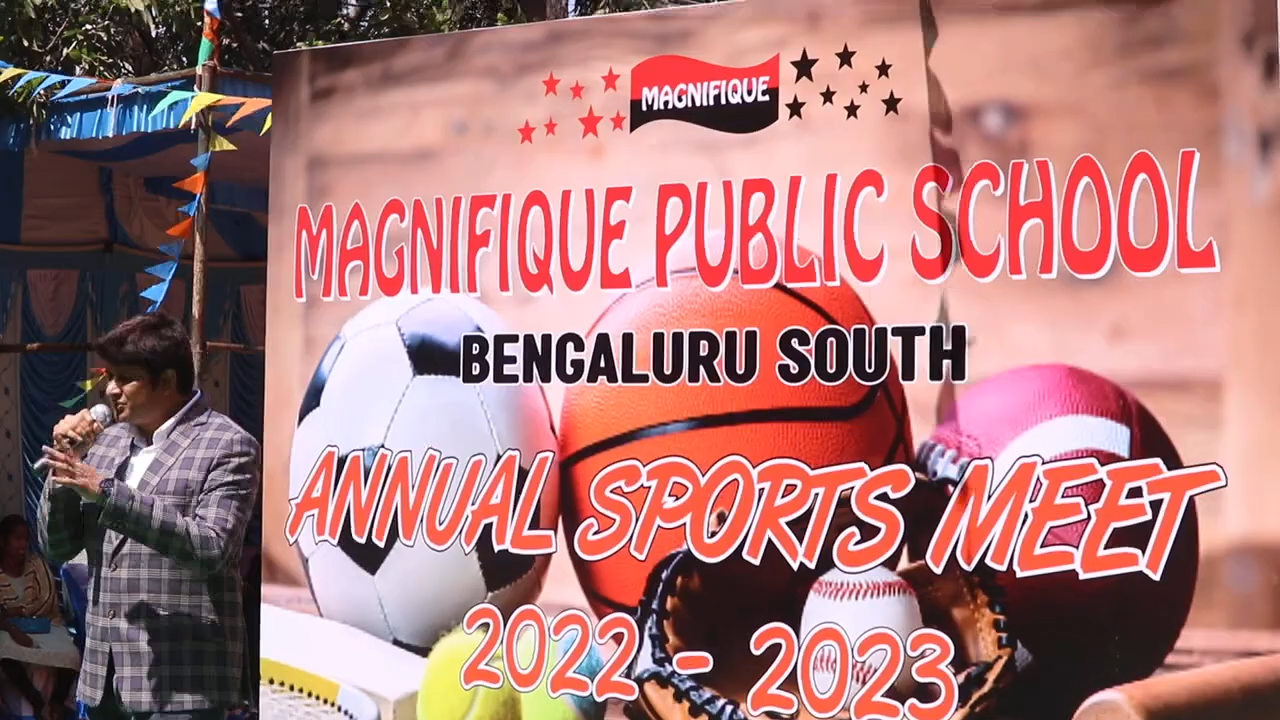 MAGNIFIQUE
MAGNIFIQUE PUBLIC SCHOOL
BENGALURU SOUTH
ANNUAL SPORTS MEET
2022 - 2023